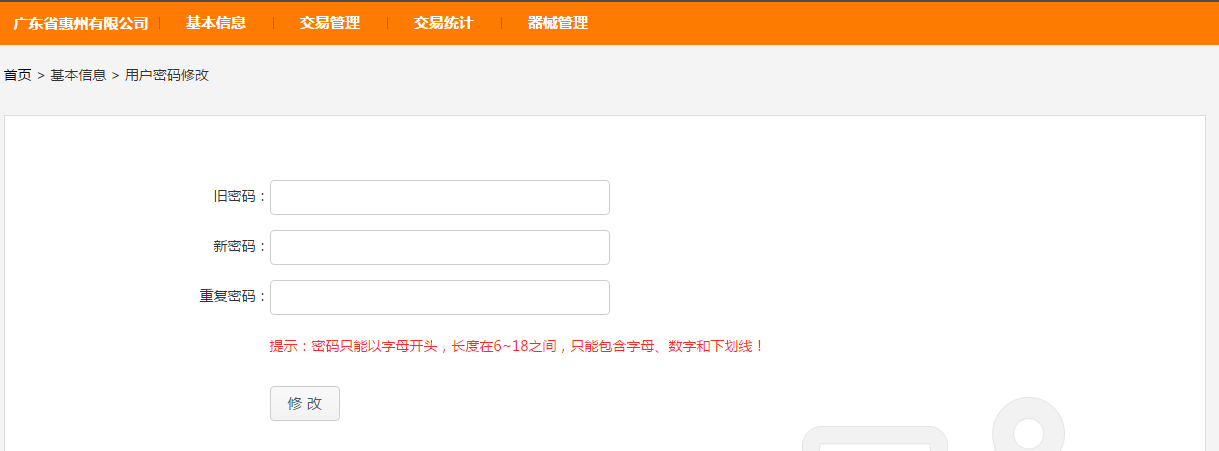 广东省惠州有限公司 基本信息 交易管理 交易统计 器械管理
首页 > 基本信息 > 用户密码修改
旧密码：
新密码：
重复密码：
提示：密码只能以字母开头，长度在6~18之间，只能包含字母、数字和下划线！
修 改